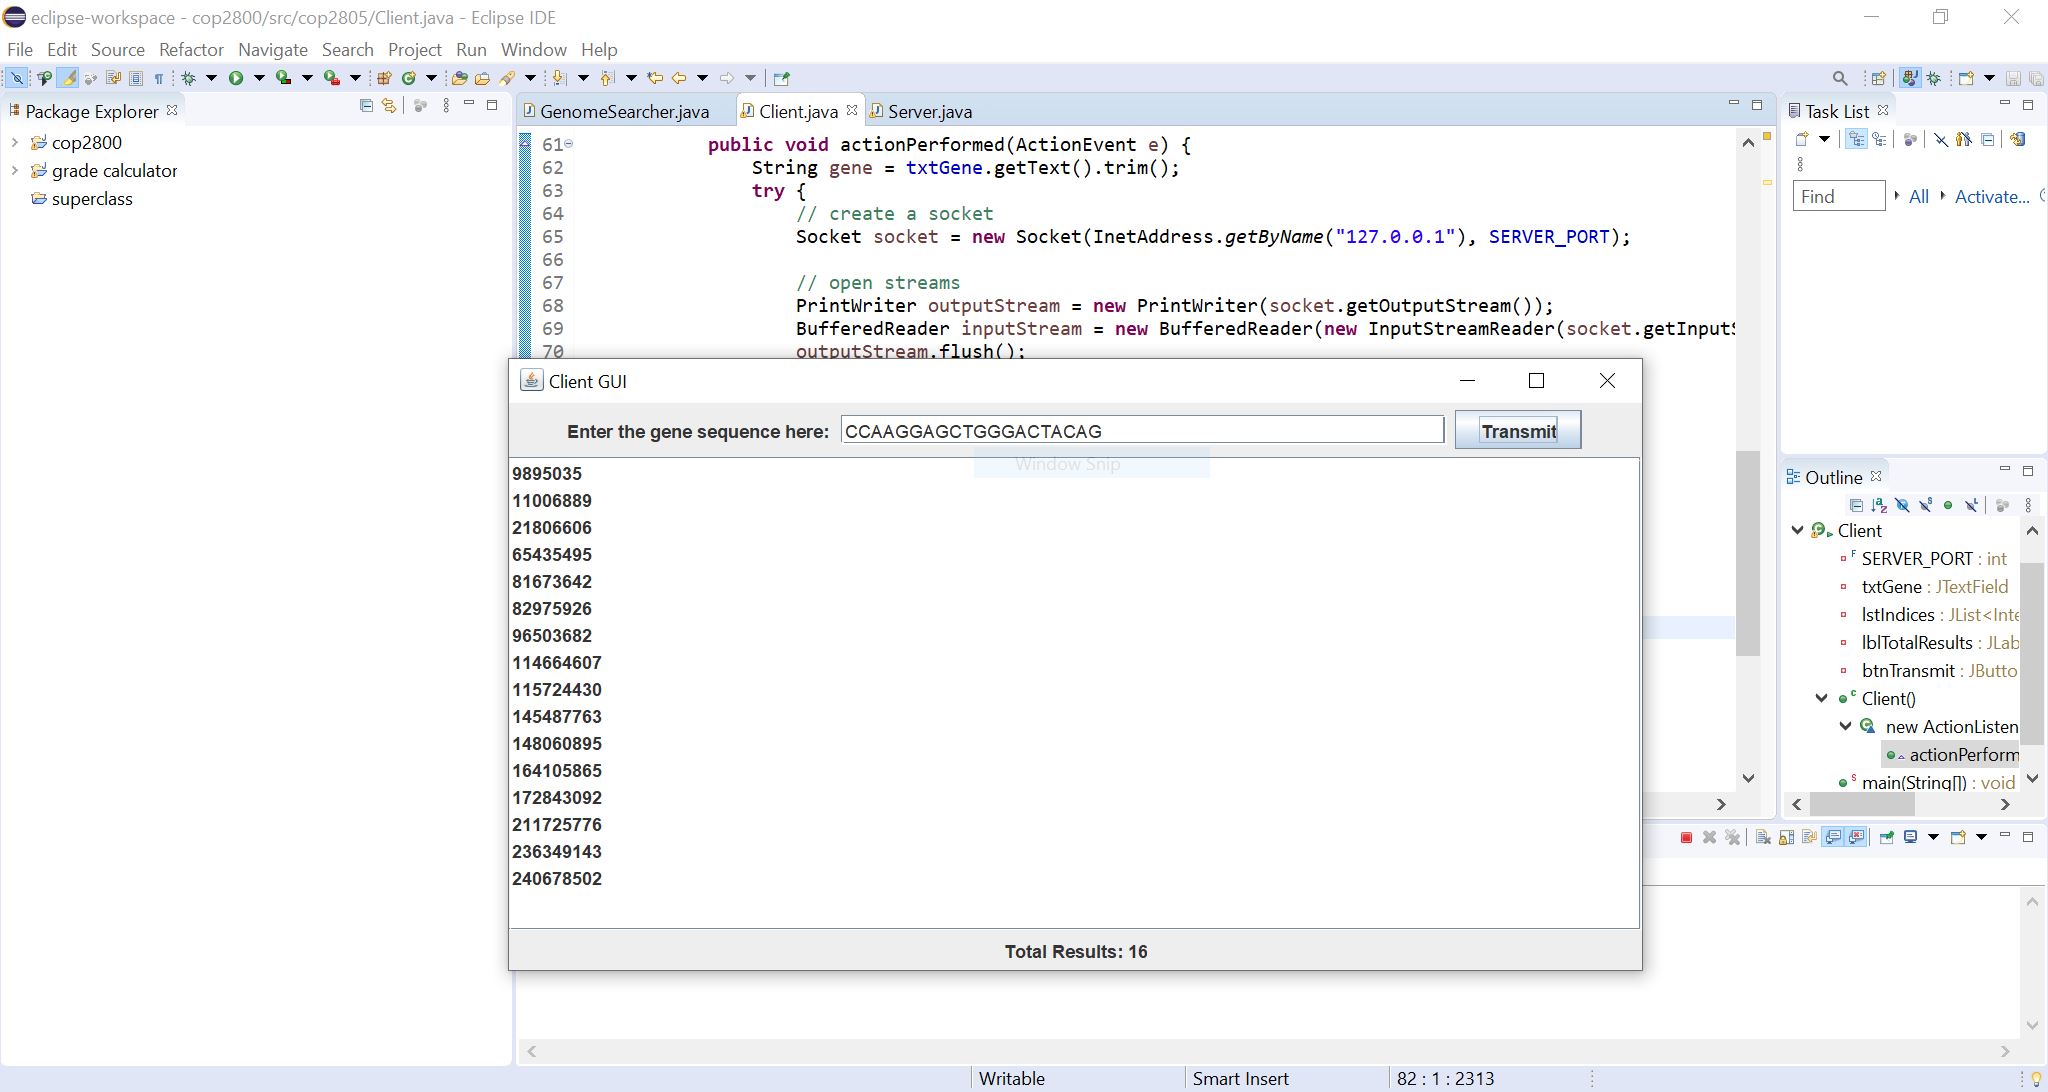 eclipse-workspace - cop2800/src/cop2805/Client.java - Eclipse IDE
File Edit Source Refactor Navigate Search Project Run Window Help
Package Explorer
cop2800
grade calculator
superclass
GenomeSearcher.java
Client.java
Server.java
61 public void actionPerformed(ActionEvent e) {
62 String gene = txtGene.getText().trim();
63 try {
64 // create a socket
65 Socket socket = new Socket(InetAddress.getByName("127.0.0.1"), SERVER_PORT);
66
67 // open streams
68 PrintWriter outputStream = new PrintWriter(socket.getOutputStream());
69 BufferedReader inputStream = new BufferedReader(new InputStreamReader(socket.getInputS
70 outputStream.flush();
Client GUI
Enter the gene sequence here: CCAAGGAGCTGGGACTACAG Transmit
Window Snip
9895035
11006889
21806606
65435495
81673642
82975926
96503682
114664607
115724430
145487763
148060895
164105865
172843092
211725776
236349143
240678502
Total Results: 16
Task List
Find All Activate...
Outline
Client
SERVER_PORT : int
txtGene : JTextField
lstIndices : JList<Inte
lblTotalResults : JLab
btnTransmit : JButto
Client()
new ActionListen
actionPerform
main(String[]) : void
Writable Smart Insert 82 : 1 : 2313